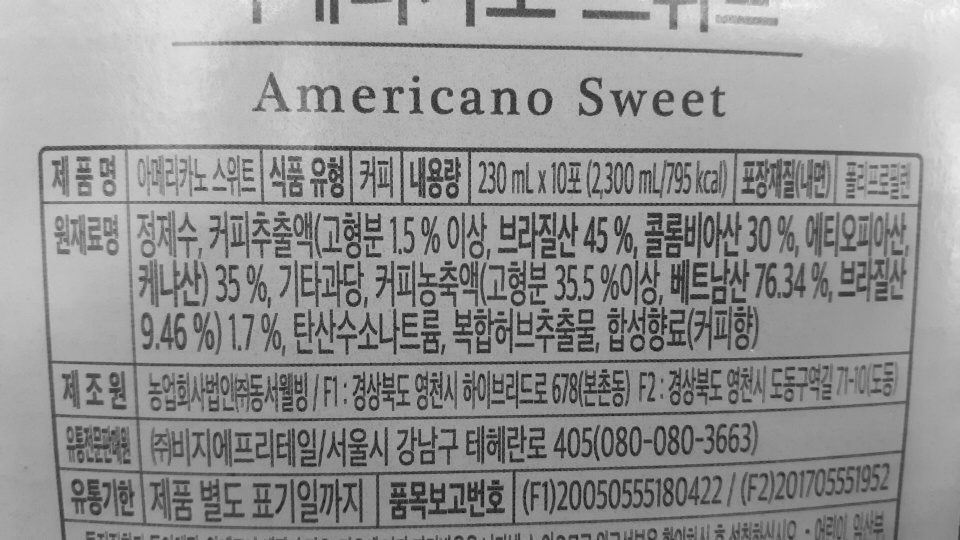 아메리카노 스위트
Americano Sweet
제 품 명 아메리카노 스위트 식품 유형 커피 내용량 230 mL x 10포 (2,300 mL/795 kcal) 포장재질(내면) 폴리프로필렌
원재료명 정제수, 커피추출액(고형분 1.5 % 이상, 브라질산 45 %, 콜롬비아산 30 %, 에티오피아산,
케냐산) 35 %, 기타과당, 커피농축액(고형분 35.5 %이상, 베트남산 76.34 %, 브라질산
9.46 %) 1.7 %, 탄산수소나트륨, 복합허브추출물, 합성향료(커피향)
제 조 원 농업회사법인㈜동서웰빙 / F1 : 경상북도 영천시 하이브리드로 678(본촌동) F2 : 경상북도 영천시 도동구역길 71-10(도동)
유통전문판매원 ㈜비지에프리테일/서울시 강남구 테헤란로 405(080-080-3663)
유통기한 제품 별도 표기일까지 품목보고번호 (F1)20050555180422 / (F2)201705551952